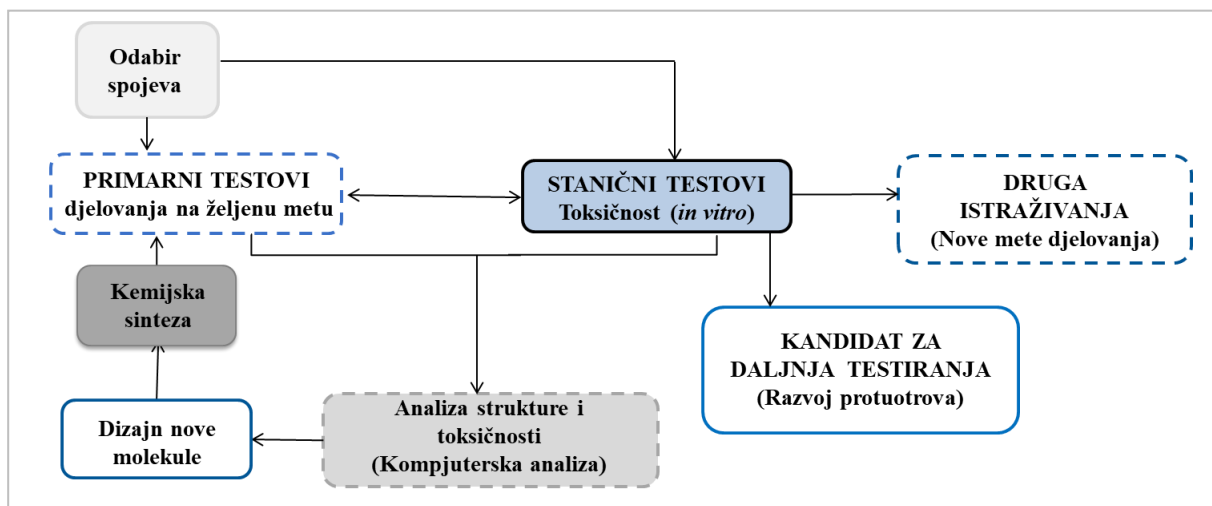 Odabir
spojeva
PRIMARNI TESTOVI
djelovanja na željenu metu
STANIČNI TESTOVI
Toksičnost (in vitro)
DRUGA
ISTRAŽIVANJA
(Nove mete djelovanja)
Kemijska
sinteza
KANDIDAT ZA
DALJNJA TESTIRANJA
(Razvoj protuotrova)
Dizajn nove
molekule
Analiza strukture i
toksičnosti
(Kompjuterska analiza)